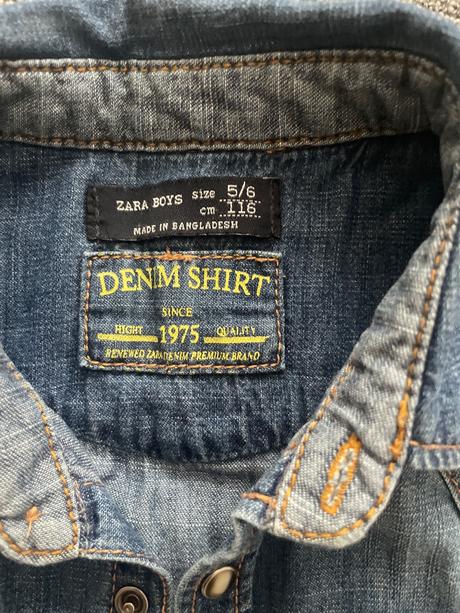 ZARA BOYS size 5/6
cm 116
MADE IN BANGLADESH
DENIM SHIRT
SINCE
HIGHT 1975 QUALITY
RENEWED ZARA DENIM PREMIUM BRAND